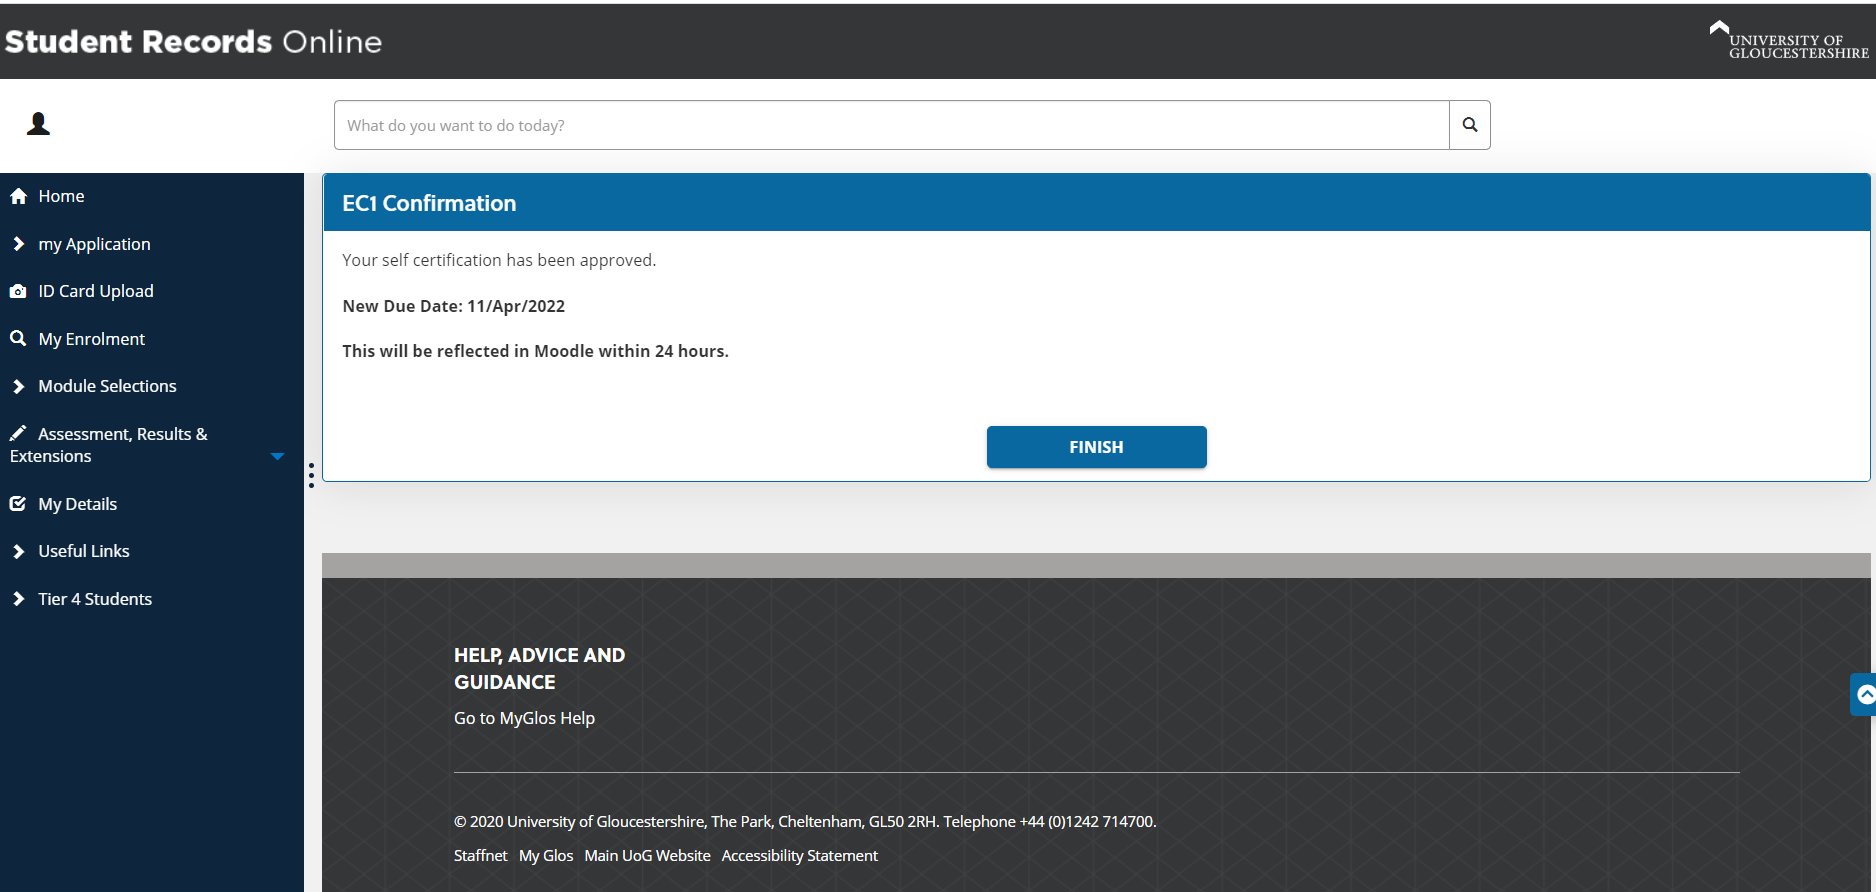 Student Records Online
UNIVERSITY OF
GLOUCESTERSHIRE
What do you want to do today?
Home
my Application
ID Card Upload
My Enrolment
Module Selections
Assessment, Results &
Extensions
My Details
Useful Links
Tier 4 Students
EC1 Confirmation
Your self certification has been approved.
New Due Date: 11/Apr/2022
This will be reflected in Moodle within 24 hours.
FINISH
HELP, ADVICE AND
GUIDANCE
Go to MyGlos Help
© 2020 University of Gloucestershire, The Park, Cheltenham, GL50 2RH. Telephone +44 (0)1242 714700.
Staffnet My Glos Main UoG Website Accessibility Statement